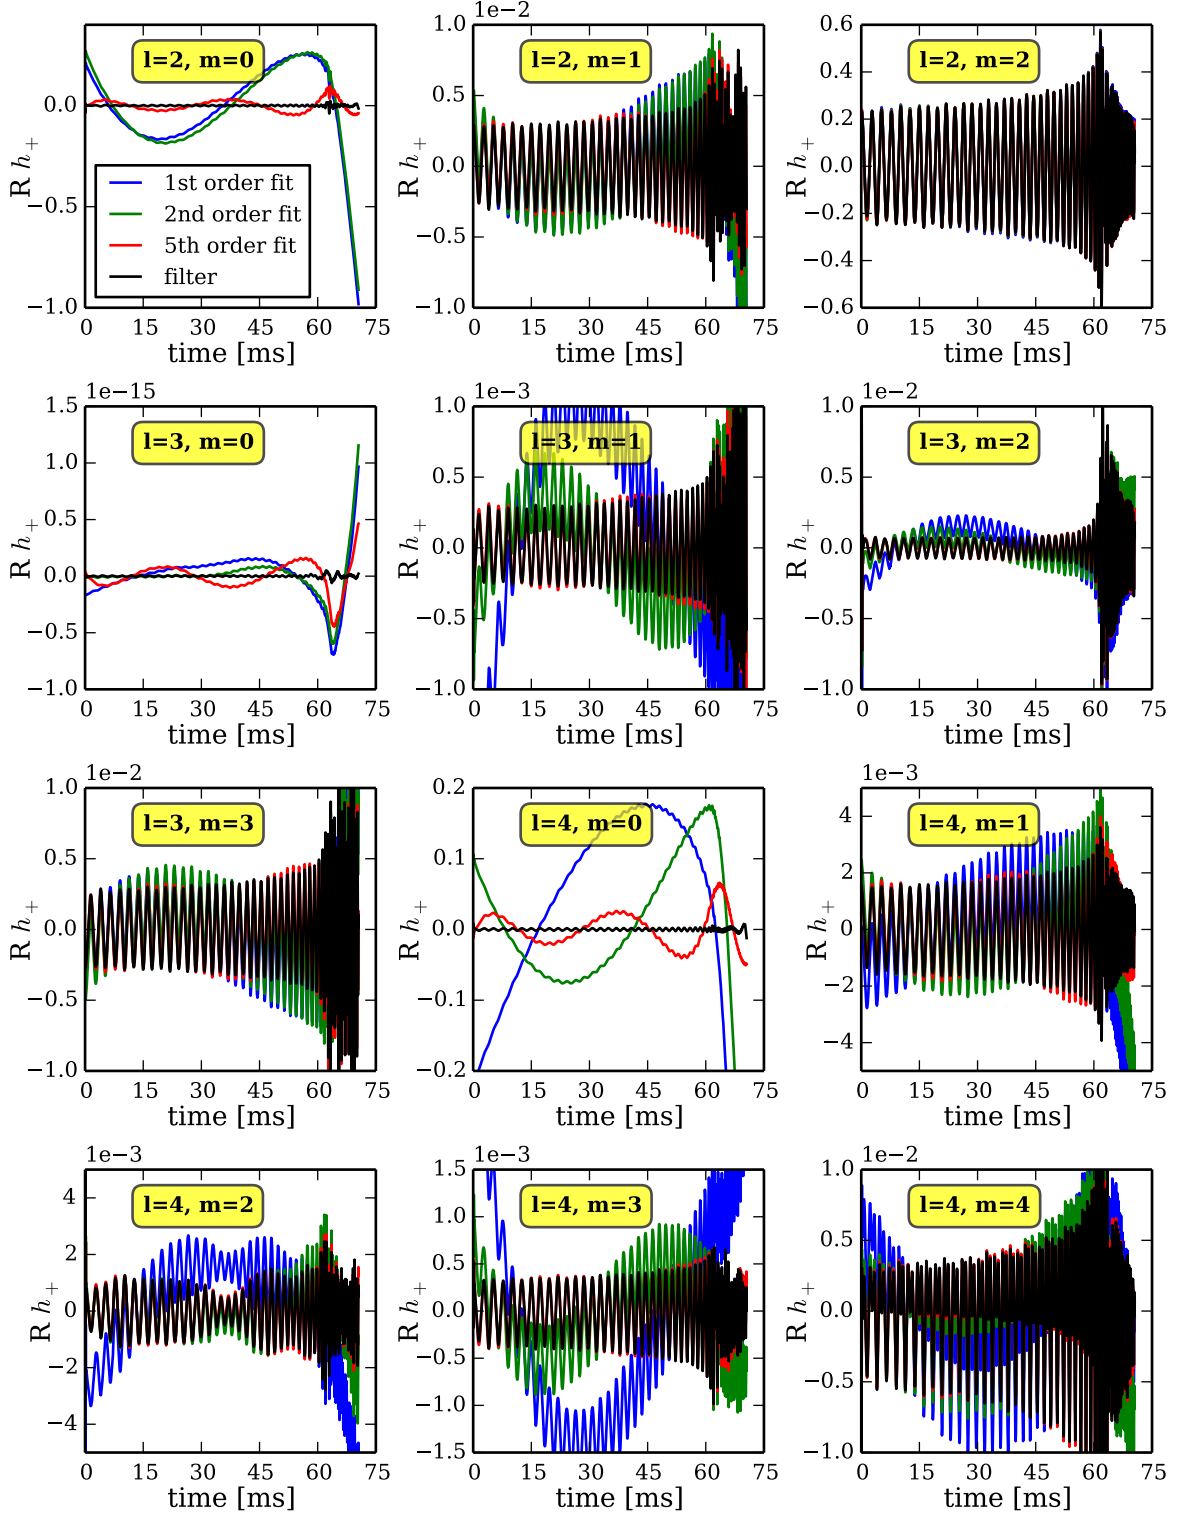 l=2, m=0
0.0
−0.5
−1.0
R h+
1st order fit
2nd order fit
5th order fit
filter
0 15 30 45 60 75
time [ms]
1e−2
l=2, m=1
1.0
0.5
0.0
−0.5
−1.0
R h+
0 15 30 45 60 75
time [ms]
l=2, m=2
0.6
0.4
0.2
0.0
−0.2
−0.4
−0.6
R h+
0 15 30 45 60 75
time [ms]
1e−15
l=3, m=0
1.5
1.0
0.5
0.0
−0.5
−1.0
R h+
0 15 30 45 60 75
time [ms]
1e−3
l=3, m=1
1.0
0.5
0.0
−0.5
−1.0
R h+
0 15 30 45 60 75
time [ms]
1e−2
l=3, m=2
1.0
0.5
0.0
−0.5
−1.0
R h+
0 15 30 45 60 75
time [ms]
1e−2
l=3, m=3
1.0
0.5
0.0
−0.5
−1.0
R h+
0 15 30 45 60 75
time [ms]
l=4, m=0
0.2
0.1
0.0
−0.1
−0.2
R h+
0 15 30 45 60 75
time [ms]
1e−3
l=4, m=1
4
2
0
−2
−4
R h+
0 15 30 45 60 75
time [ms]
1e−3
l=4, m=2
4
2
0
−2
−4
R h+
0 15 30 45 60 75
time [ms]
1e−3
l=4, m=3
1.5
1.0
0.5
0.0
−0.5
−1.0
−1.5
R h+
0 15 30 45 60 75
time [ms]
1e−2
l=4, m=4
1.0
0.5
0.0
−0.5
−1.0
R h+
0 15 30 45 60 75
time [ms]